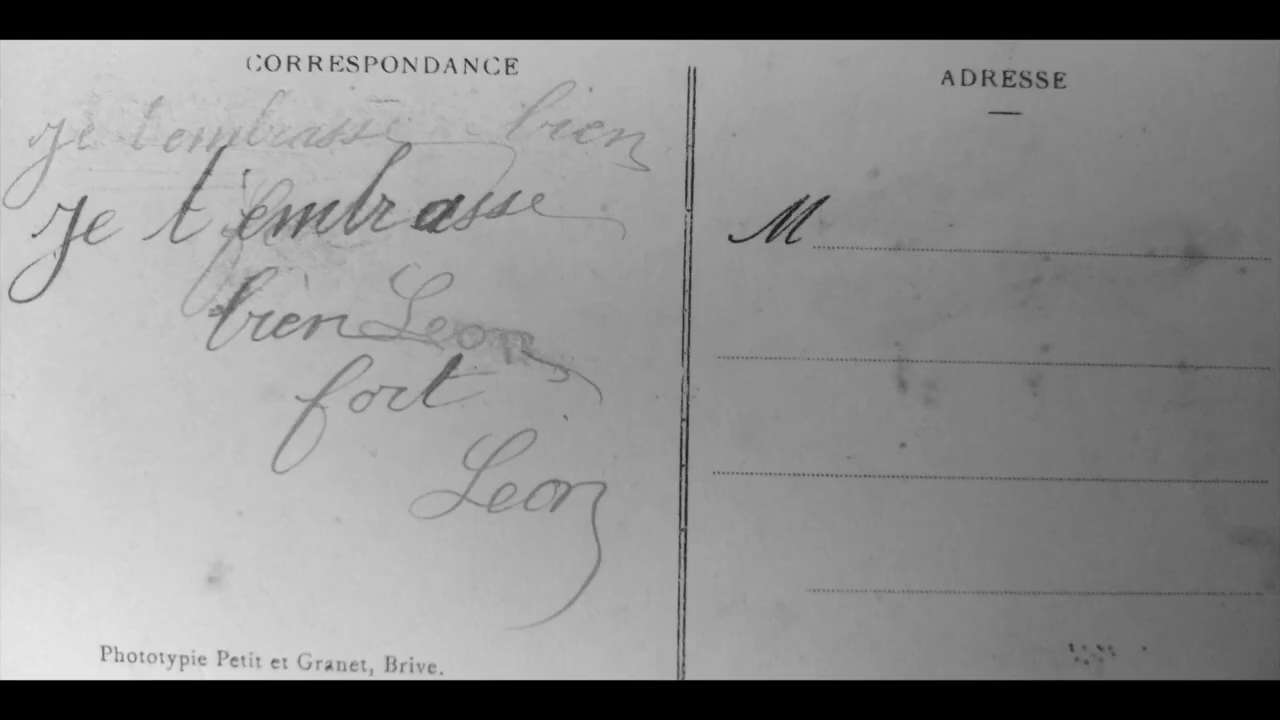 CORRESPONDANCE
Je t'embrasse bien
Je t'embrasse
bien Leon
fort
Leon
Phototypie Petit et Granet, Brive.
ADRESSE
M